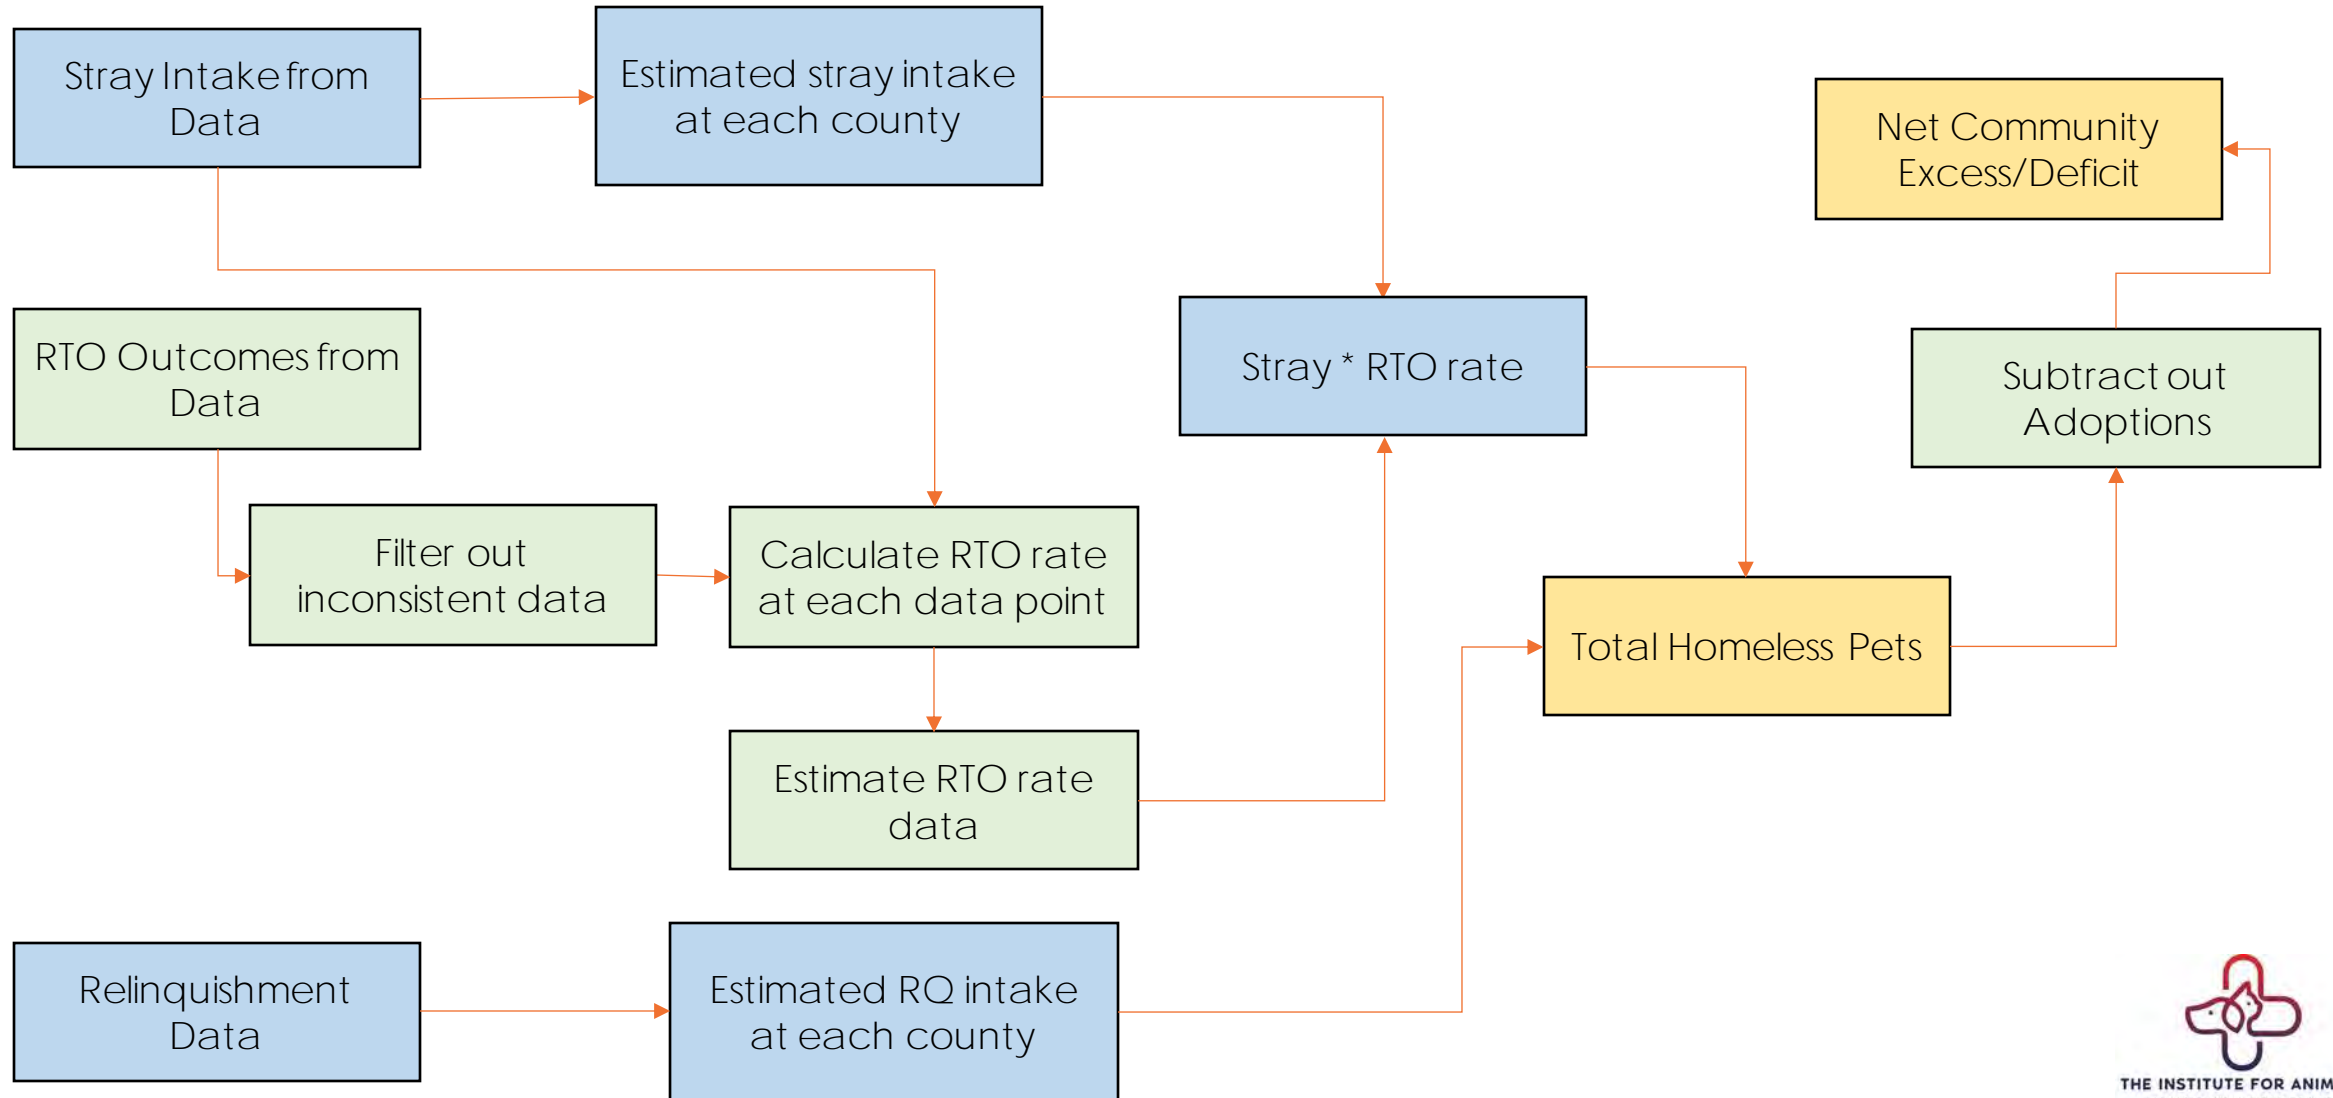 Stray Intake from
Data
Estimated stray intake
at each county
Net Community
Excess/Deficit
RTO Outcomes from
Data
Stray * RTO rate
Subtract out
Adoptions
Filter out
inconsistent data
Calculate RTO rate
at each data point
Total Homeless Pets
Estimate RTO rate
data
Relinquishment
Data
Estimated RQ intake
at each county
THE INSTITUTE FOR ANIM